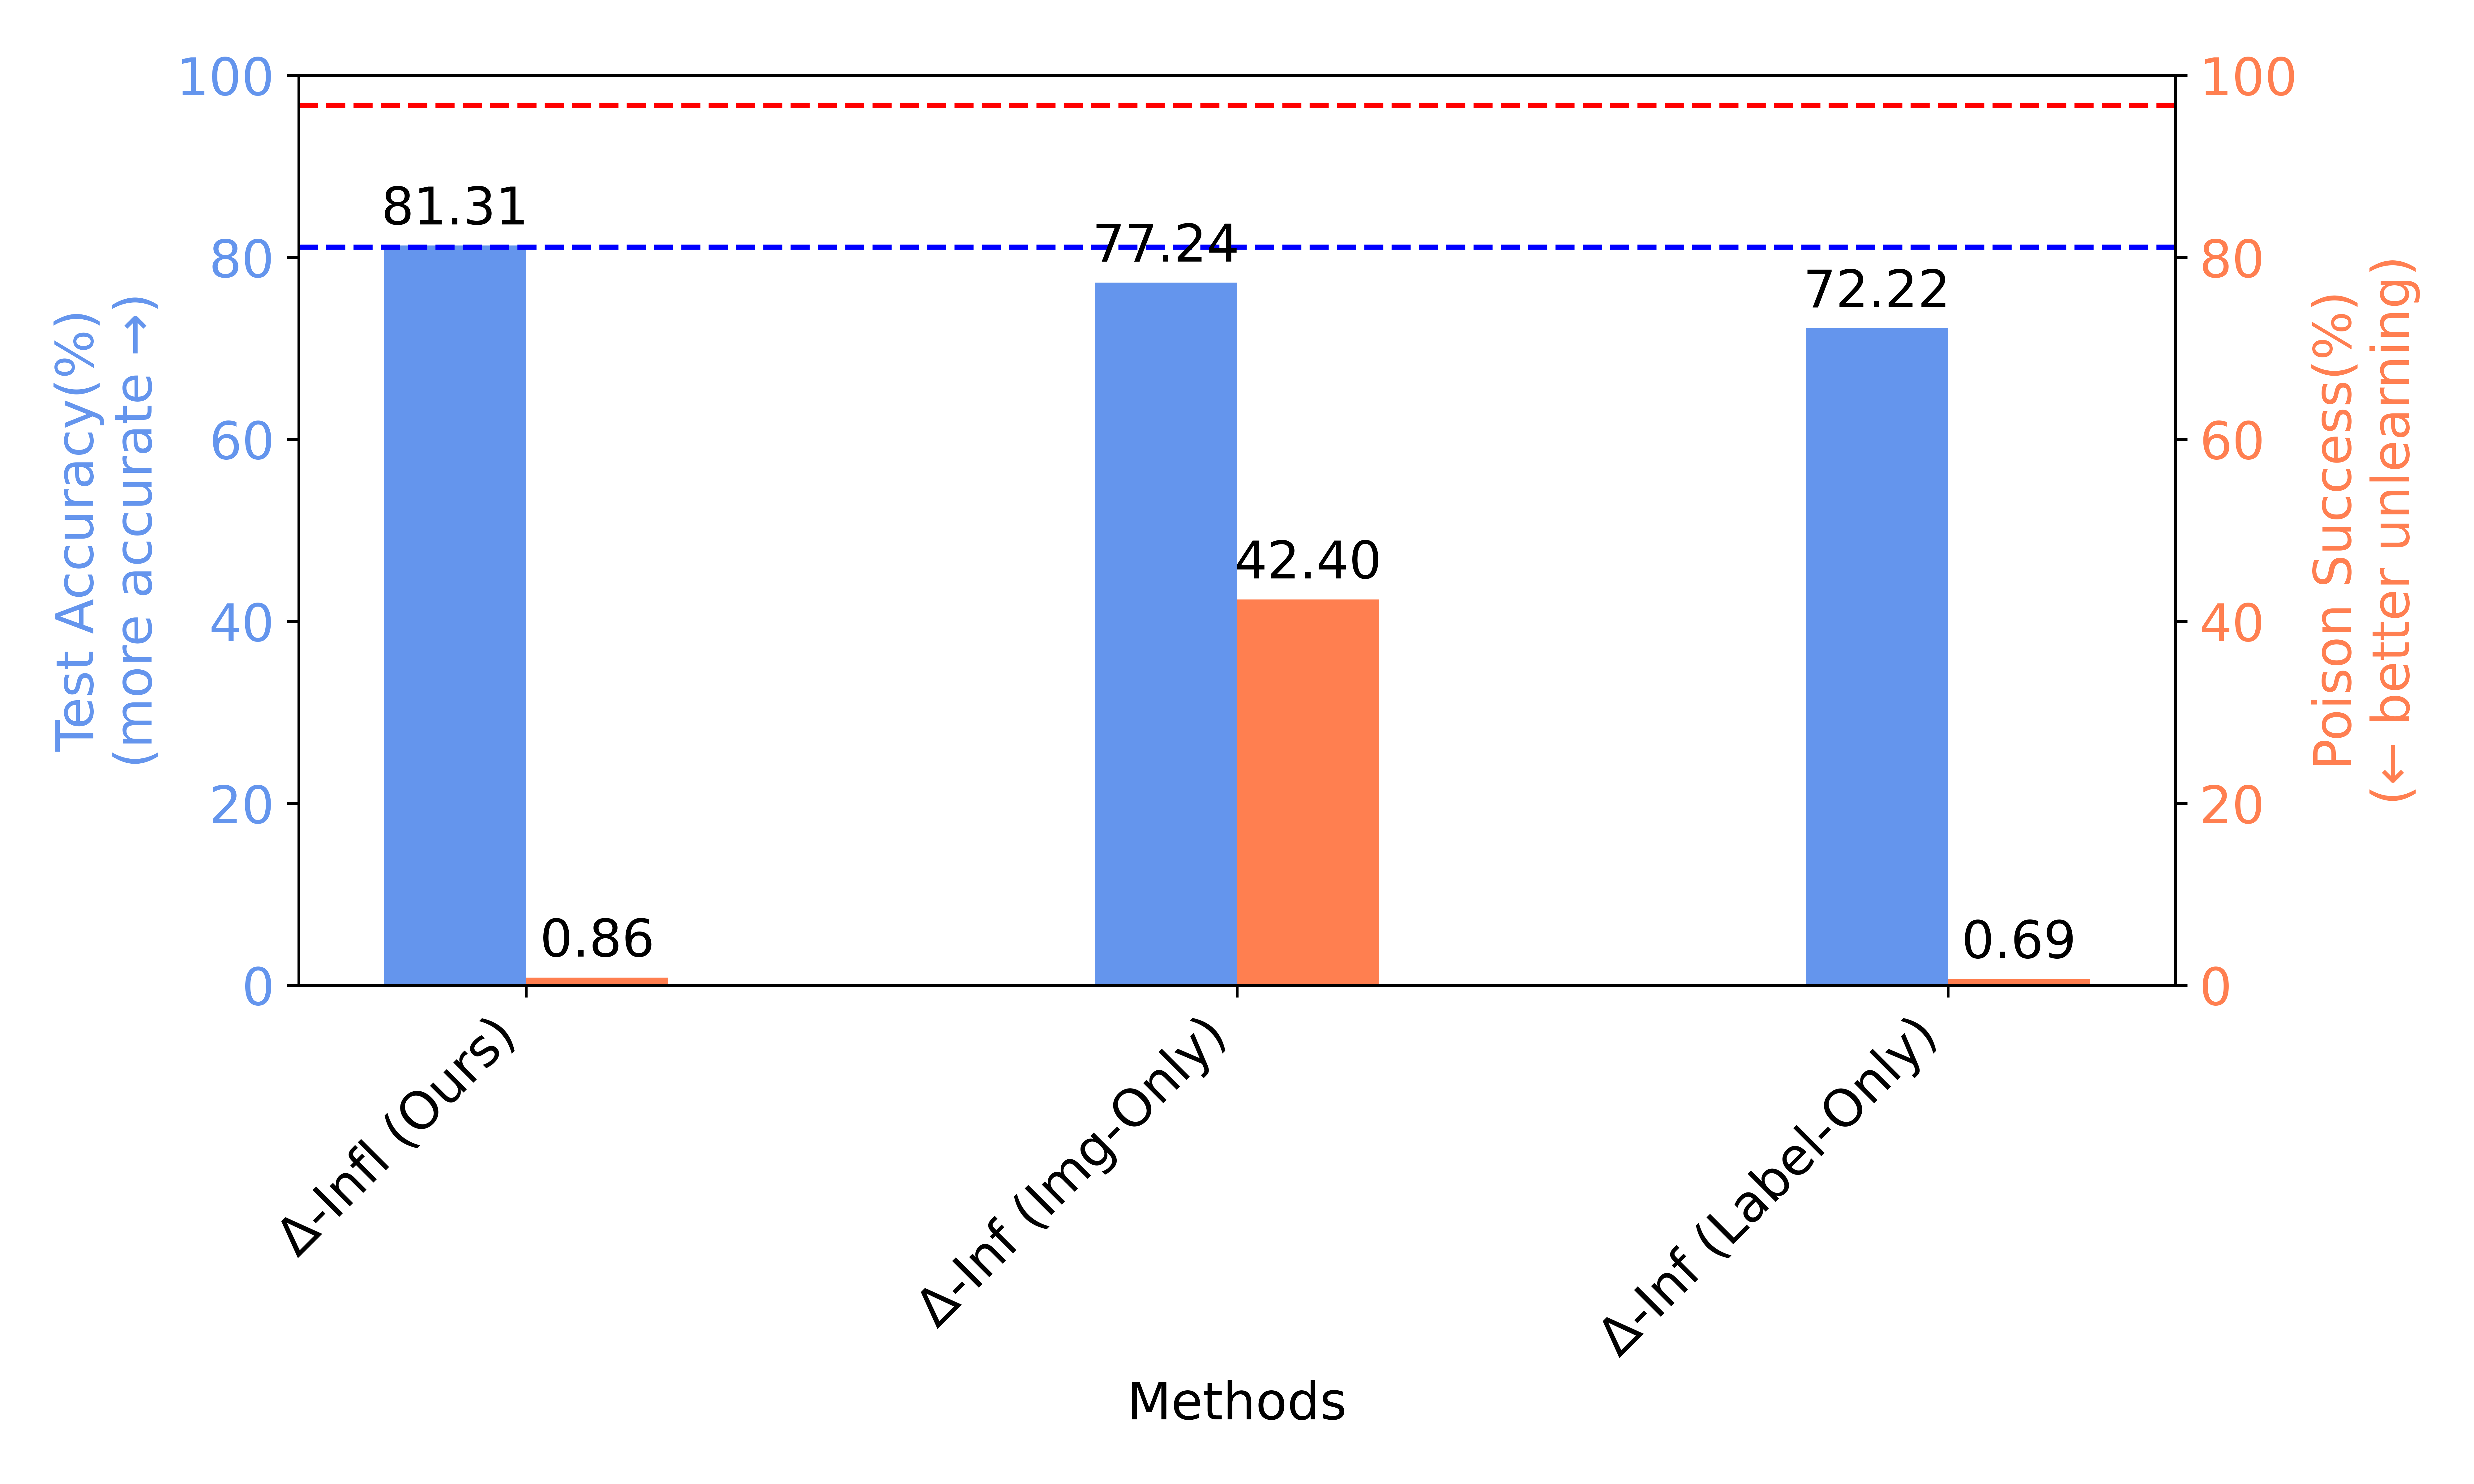 100
80
60
40
20
0
Test Accuracy(%)
(more accurate →)
81.31
0.86
77.24
42.40
72.22
0.69
100
80
60
40
20
0
Poison Success(%)
(← better unlearning)
Δ-Infl (Ours)
Δ-Inf (Img-Only)
Δ-Inf (Label-Only)
Methods